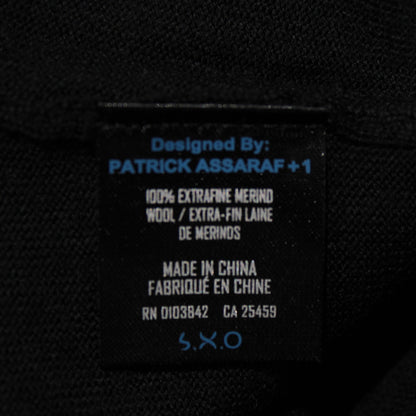 Designed By:
PATRICK ASSARAF + 1
100% EXTRAFINE MERINO
WOOL / EXTRA-FIN LAINE
DE MERINOS
MADE IN CHINA
FABRIQUÉ EN CHINE
RN 0103842 CA 25459
S.X.O